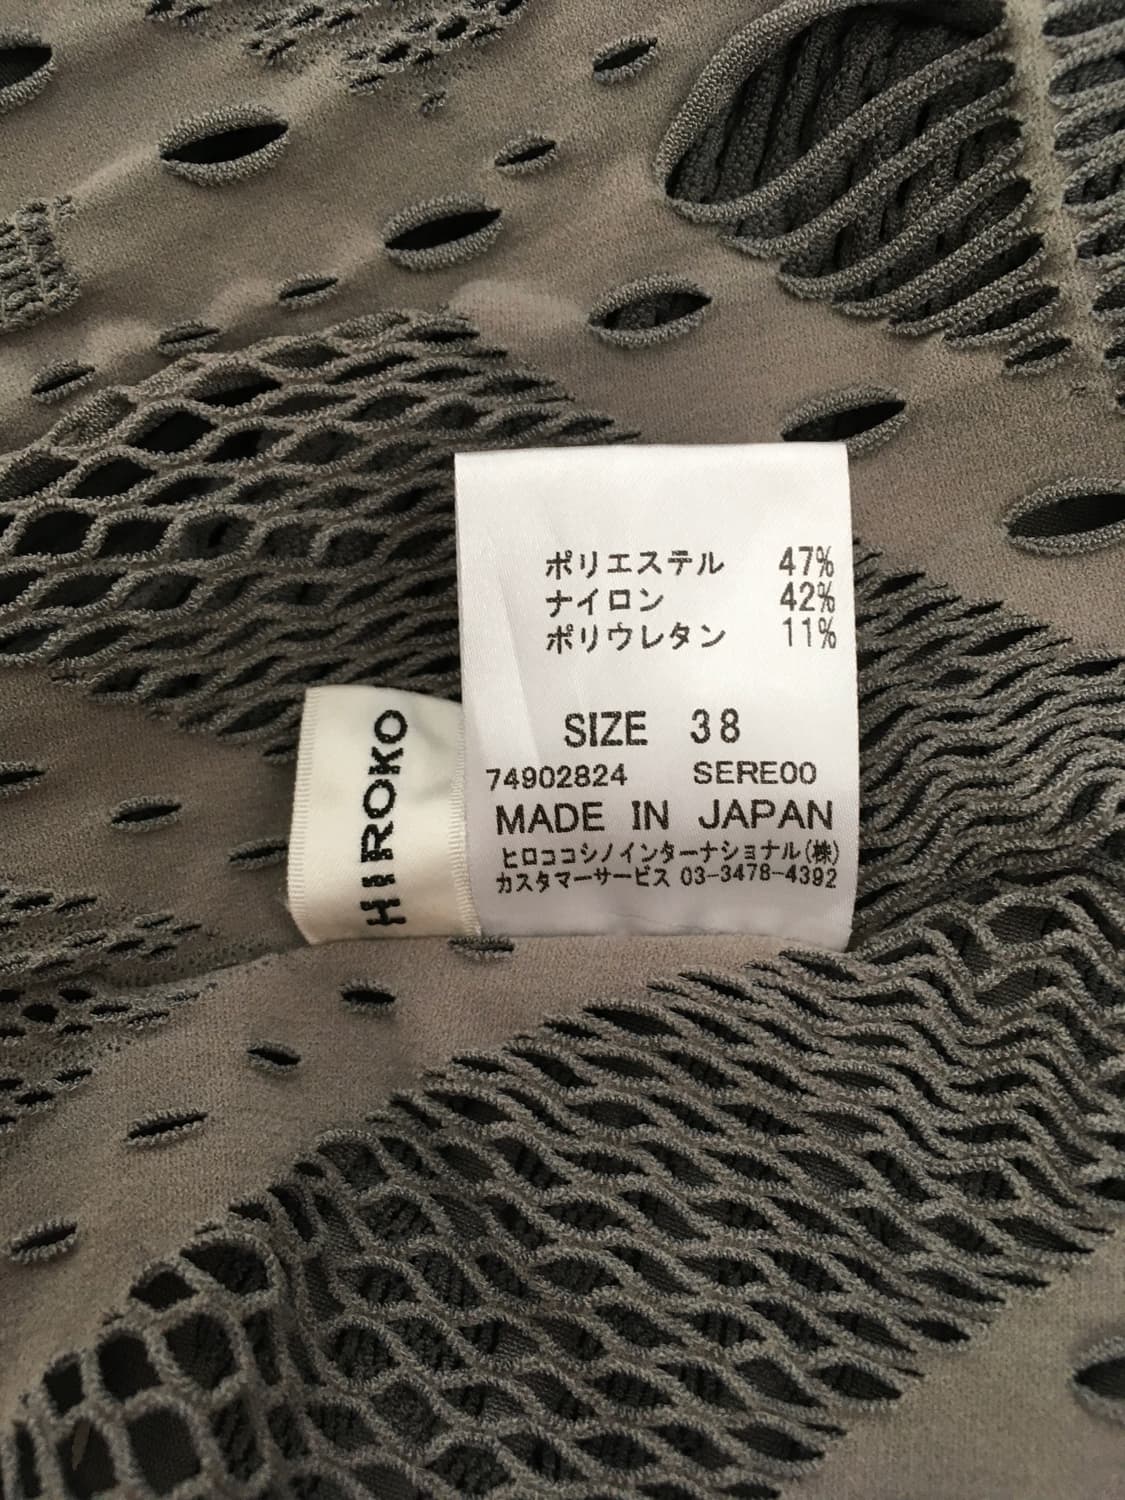 ポリエステル 47%
ナイロン 42%
ポリウレタン 11%
SIZE 38
74902824 SERE00
MADE IN JAPAN
ヒロココシノインターナショナル(株)
カスタマーサービス 03-3478-4392
HIROKO